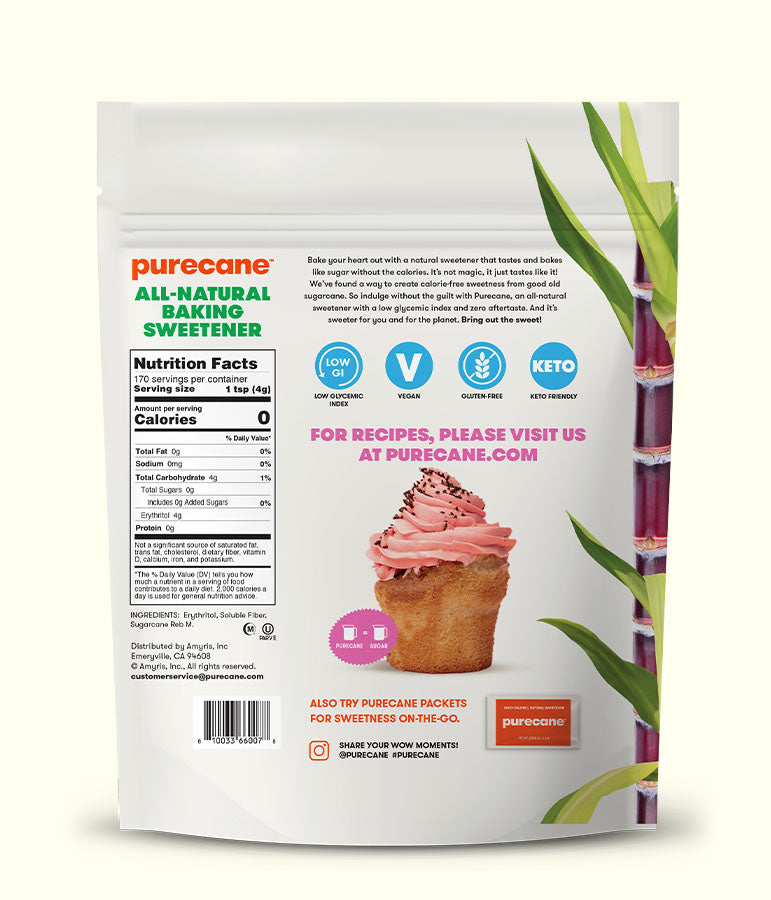 purecane™
ALL-NATURAL
BAKING
SWEETENER
Nutrition Facts
170 servings per container
Serving size 1 tsp (4g)
Amount per serving
Calories 0
% Daily Value*
Total Fat 0g 0%
Sodium 0mg 0%
Total Carbohydrate 4g 1%
Total Sugars 0g
Includes 0g Added Sugars 0%
Erythritol 4g
Protein 0g
Not a significant source of saturated fat,
trans fat, cholesterol, dietary fiber, vitamin
D, calcium, iron, and potassium.
*The % Daily Value (DV) tells you how
much a nutrient in a serving of food
contributes to a daily diet. 2,000 calories a
day is used for general nutrition advice.
INGREDIENTS: Erythritol, Soluble Fiber,
Sugarcane Reb M.
M U
PARVE
Distributed by Amyris, Inc
Emeryville, CA 94608
© Amyris, Inc., All rights reserved.
customerservice@purecane.com
8 10033 66007 8
Bake your heart out with a natural sweetener that tastes and bakes
like sugar without the calories. It's not magic, it just tastes like it!
We've found a way to create calorie-free sweetness from good old
sugarcane. So indulge without the guilt with Purecane, an all-natural
sweetener with a low glycemic index and zero aftertaste. And it's
sweeter for you and for the planet. Bring out the sweet!
LOW
GI
LOW GLYCEMIC
INDEX
V
VEGAN
GLUTEN-FREE
KETO
KETO FRIENDLY
FOR RECIPES, PLEASE VISIT US
AT PURECANE.COM
=
PURECANE SUGAR
ALSO TRY PURECANE PACKETS
FOR SWEETNESS ON-THE-GO.
SHARE YOUR WOW MOMENTS!
@PURECANE #PURECANE
ZERO CALORIE, NATURAL SWEETENER
purecane™